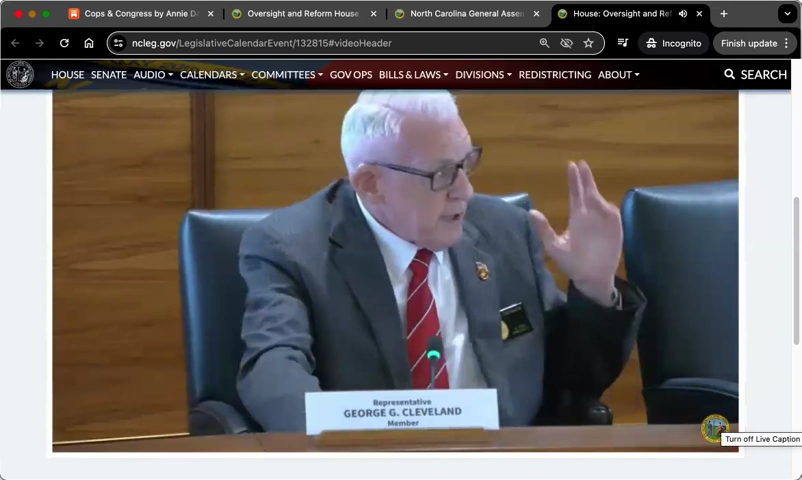 Cops & Congress by Annie D
Oversight and Reform House
North Carolina General Assem
House: Oversight and Ref
ncleg.gov/LegislativeCalendarEvent/132815#videoHeader
Incognito
Finish update
HOUSE SENATE AUDIO CALENDARS COMMITTEES GOV OPS BILLS & LAWS DIVISIONS REDISTRICTING ABOUT SEARCH
Representative
GEORGE G. CLEVELAND
Member
Turn off Live Caption